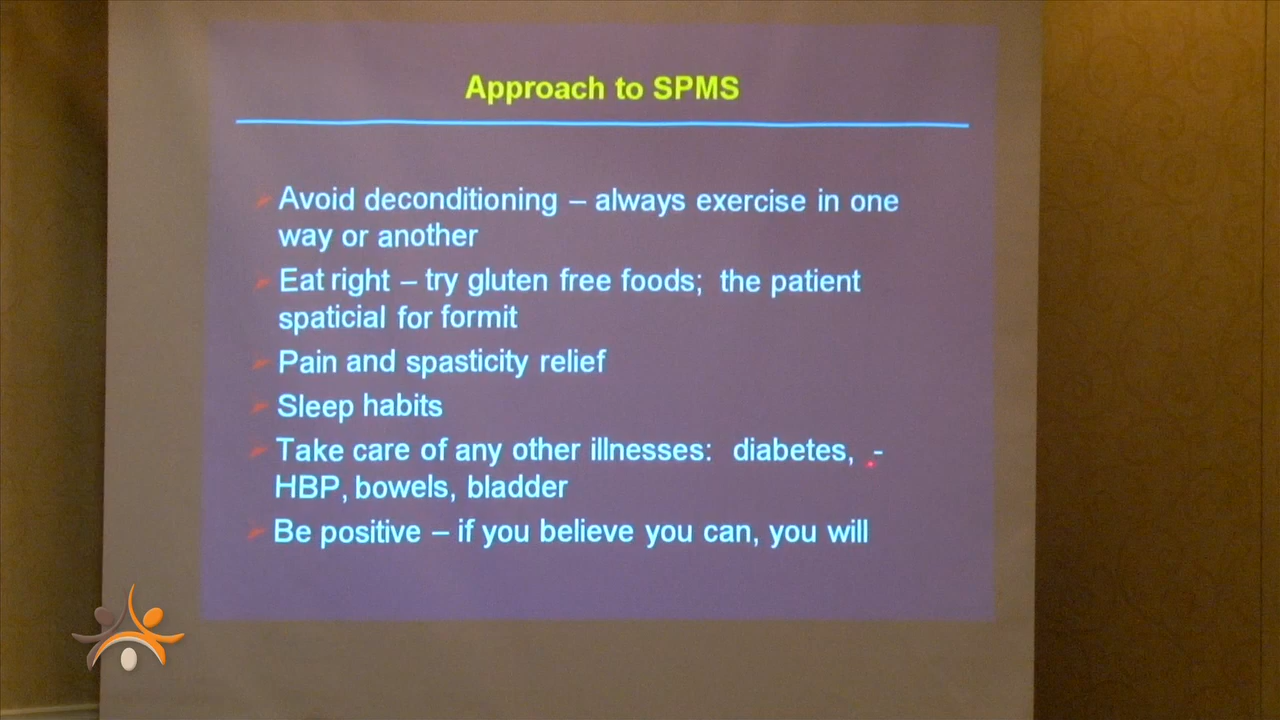 Approach to SPMS
Avoid deconditioning – always exercise in one
way or another
Eat right – try gluten free foods;  the patient
spaticial for formit
Pain and spasticity relief
Sleep habits
Take care of any other illnesses:  diabetes,  -
HBP, bowels, bladder
Be positive – if you believe you can, you will